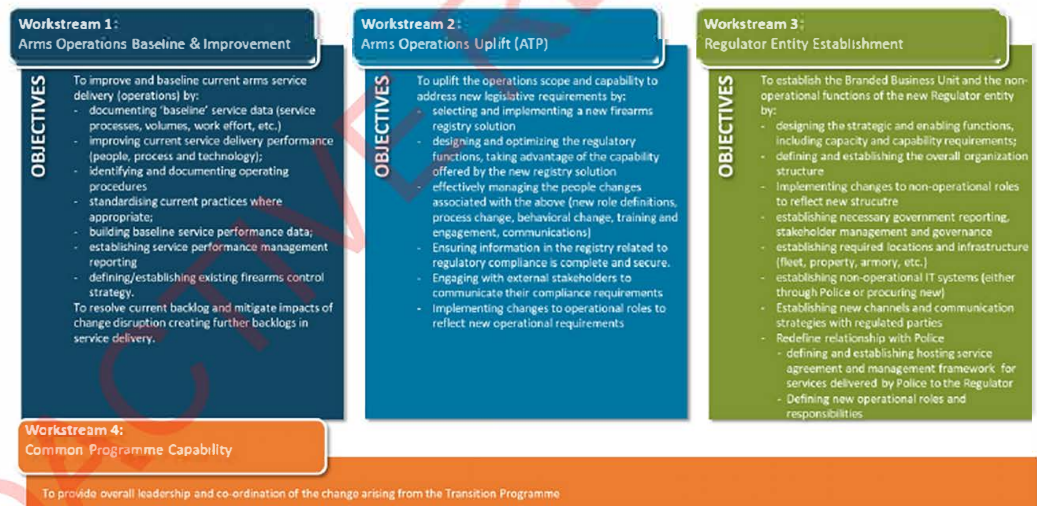 Workstream 1:
Arms Operations Baseline & Improvement
OBJECTIVES
To improve and baseline current arms service
delivery (operations) by:
- documenting 'baseline' service data (service
processes, volumes, work effort, etc.)
- improving current service delivery performance
(people, process and technology);
- identifying and documenting operating
procedures
- standardising current practices where
appropriate;
- building baseline service performance data;
- establishing service performance management
reporting
- defining/establishing existing firearms control
strategy.
To resolve current backlog and mitigate impacts of
change disruption creating further backlogs in
service delivery.
Workstream 2:
Arms Operations Uplift (ATP)
OBJECTIVES
To uplift the operations scope and capability to
address new legislative requirements by:
- selecting and implementing a new firearms
registry solution
- designing and optimizing the regulatory
functions, taking advantage of the capability
offered by the new registry solution
- effectively managing the people changes
associated with the above (new role definitions,
process change, behavioral change, training and
engagement, communications)
- Ensuring information in the registry related to
regulatory compliance is complete and secure.
- Engaging with external stakeholders to
communicate their compliance requirements
- Implementing changes to operational roles to
reflect new operational requirements
Workstream 3:
Regulator Entity Establishment
OBJECTIVES
To establish the Branded Business Unit and the non-
operational functions of the new Regulator entity
by:
- designing the strategic and enabling functions,
including capacity and capability requirements;
- defining and establishing the overall organization
structure
- Implementing changes to non-operational roles
to reflect new strucutre
- establishing necessary government reporting,
stakeholder management and governance
- establishing required locations and infrastructure
(fleet, property, armory, etc.)
- establishing non-operational IT systems (either
through Police or procuring new)
- Establishing new channels and communication
strategies with regulated parties
- Redefine relationship with Police
- defining and establishing hosting service
agreement and management framework for
services delivered by Police to the Regulator
- Defining new operational roles and
responsibilities
Workstream 4:
Common Programme Capability
To provide overall leadership and co-ordination of the change arising from the Transition Programme